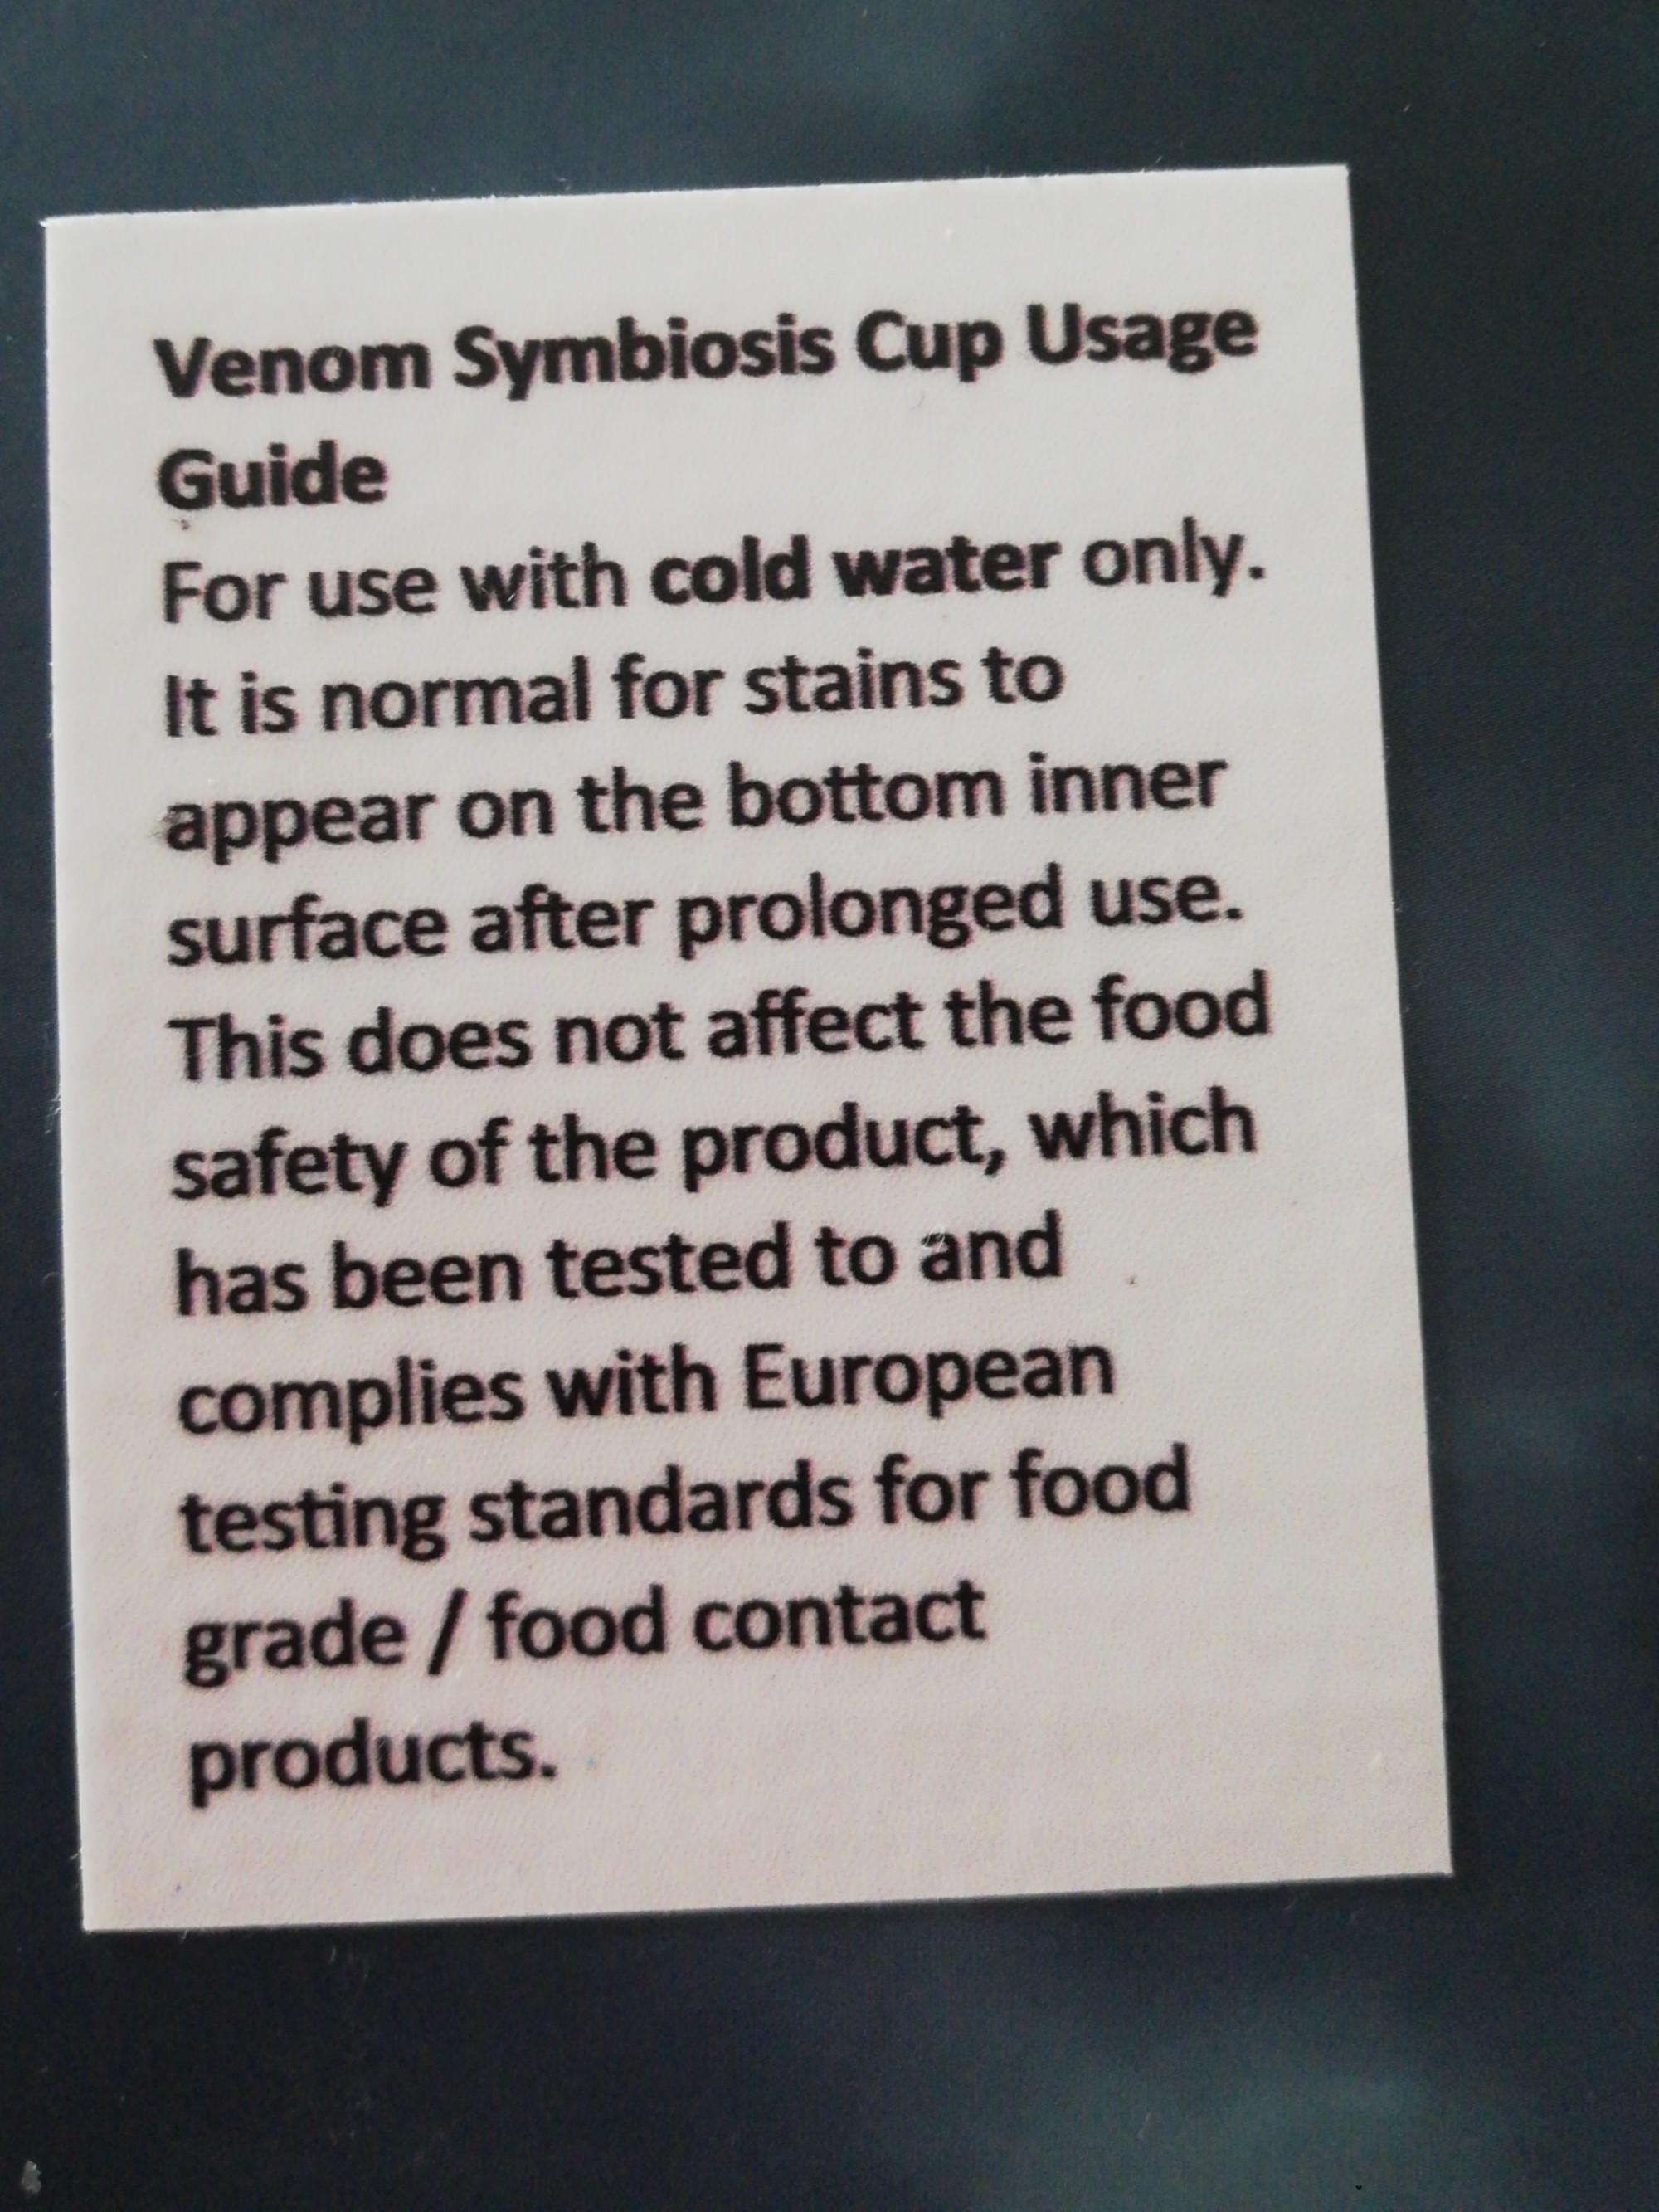 Venom Symbiosis Cup Usage
Guide
For use with cold water only.
It is normal for stains to
appear on the bottom inner
surface after prolonged use.
This does not affect the food
safety of the product, which
has been tested to and
complies with European
testing standards for food
grade / food contact
products.